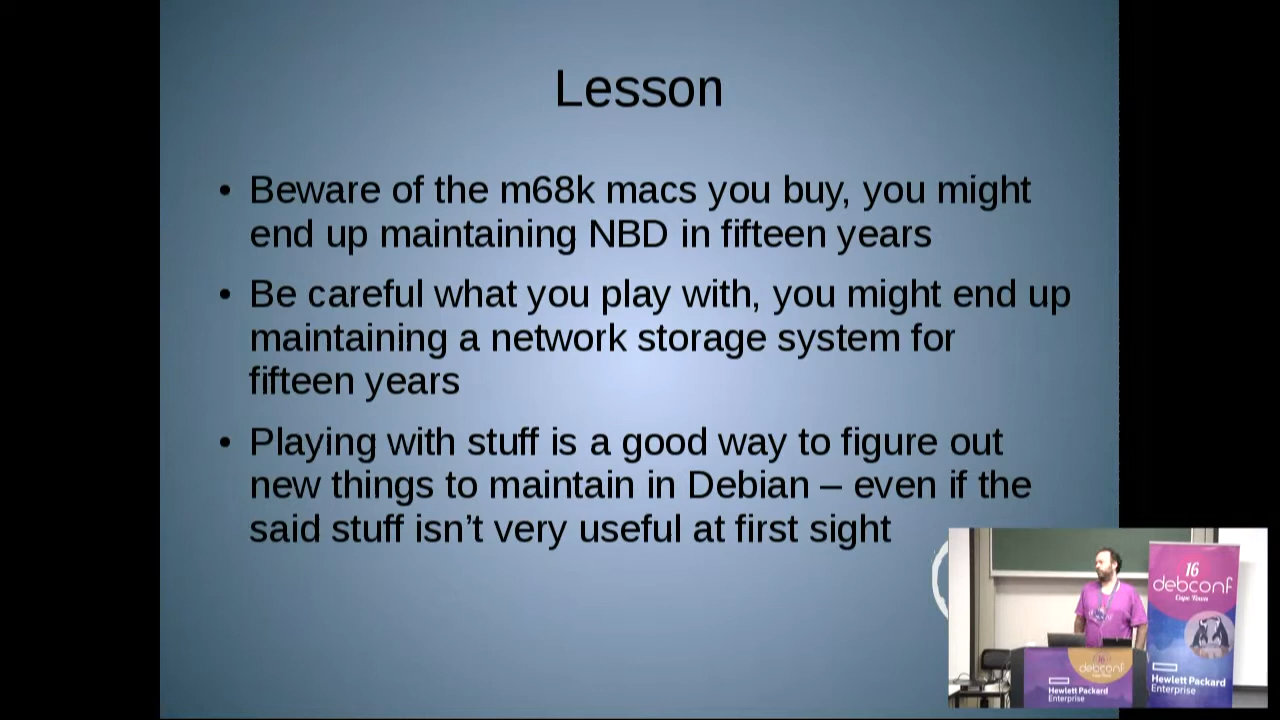 Lesson
• Beware of the m68k macs you buy, you might
end up maintaining NBD in fifteen years
• Be careful what you play with, you might end up
maintaining a network storage system for
fifteen years
• Playing with stuff is a good way to figure out
new things to maintain in Debian – even if the
said stuff isn’t very useful at first sight
16
debconf
Cape Town
Hewlett Packard
Enterprise
16
debconf
Hewlett Packard
Enterprise